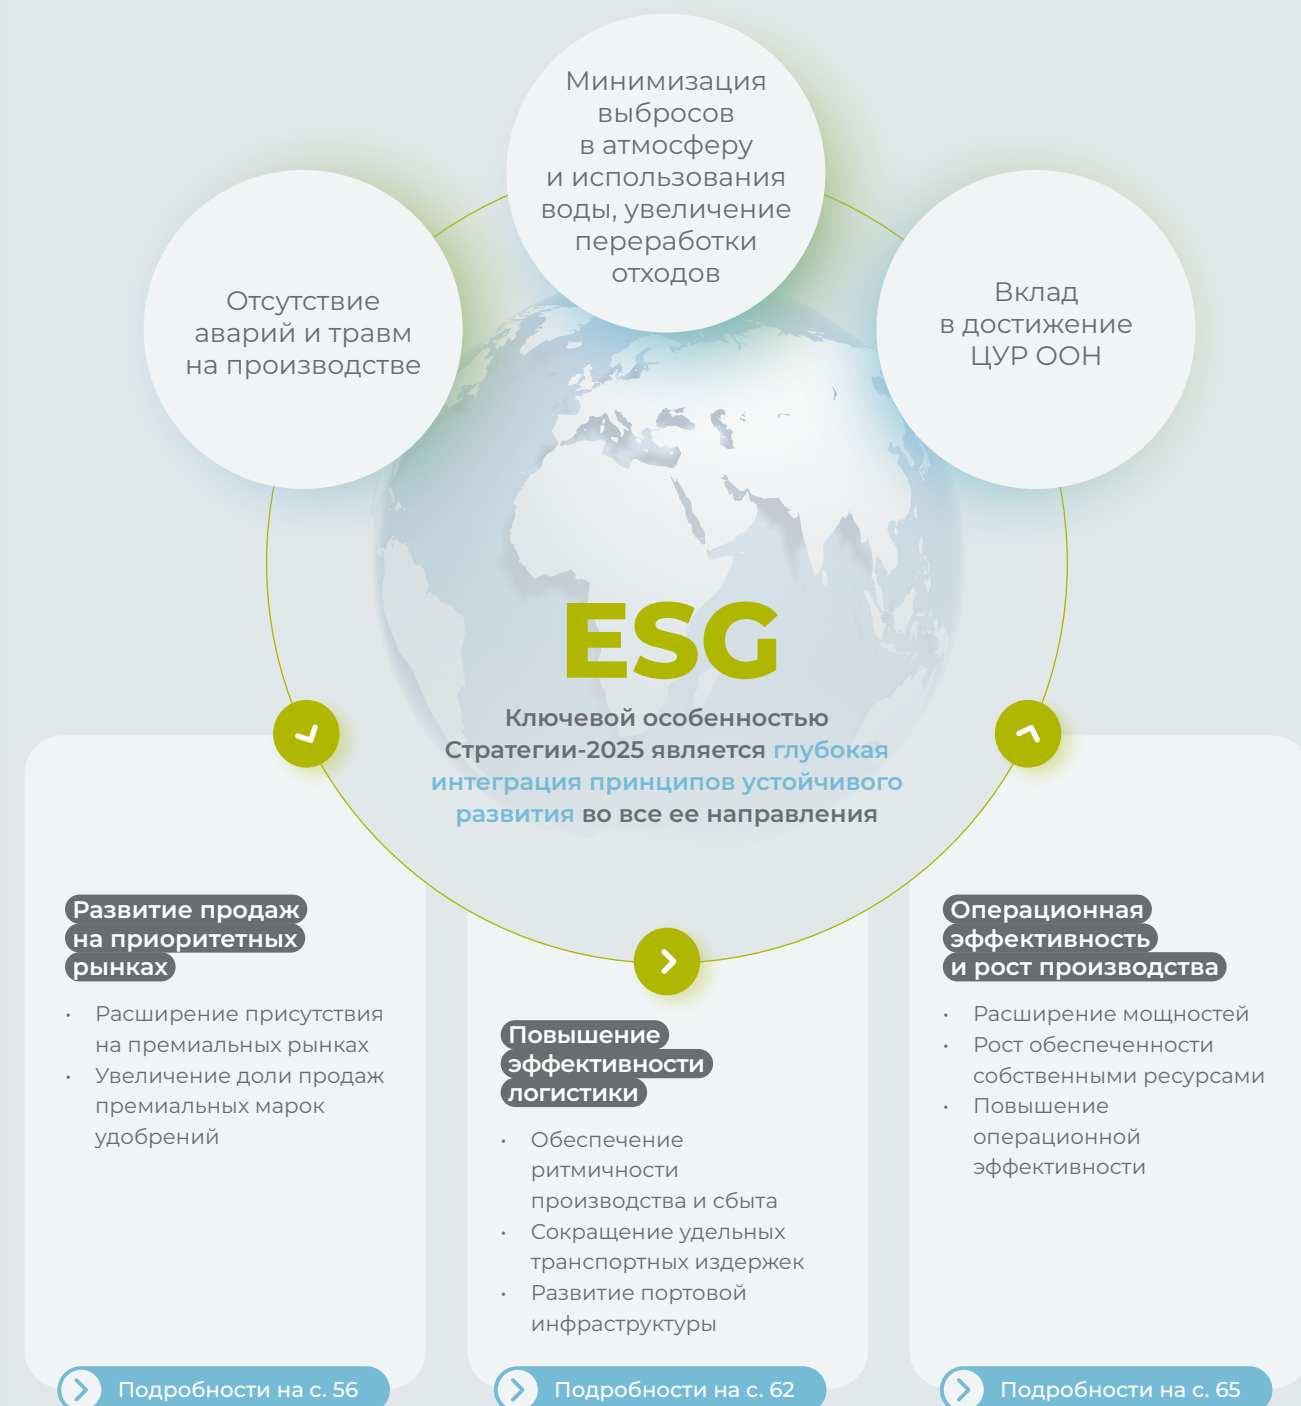 Минимизация
выбросов
в атмосферу
и использования
воды, увеличение
переработки
отходов
Отсутствие
аварий и травм
на производстве
Вклад
в достижение
ЦУР ООН
ESG
Ключевой особенностью
Стратегии-2025 является глубокая
интеграция принципов устойчивого
развития во все ее направления
Развитие продаж
на приоритетных
рынках
• Расширение присутствия
на премиальных рынках
• Увеличение доли продаж
премиальных марок
удобрений
Подробности на с. 56
Повышение
эффективности
логистики
• Обеспечение
ритмичности
производства и сбыта
• Сокращение удельных
транспортных издержек
• Развитие портовой
инфраструктуры
Подробности на с. 62
Операционная
эффективность
и рост производства
• Расширение мощностей
• Рост обеспеченности
собственными ресурсами
• Повышение
операционной
эффективности
Подробности на с. 65